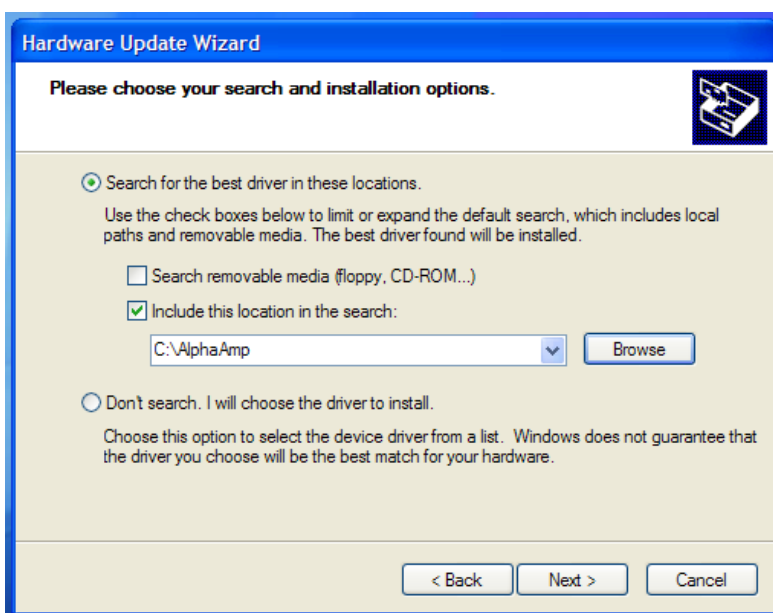 Hardware Update Wizard
Please choose your search and installation options.
Search for the best driver in these locations.
Use the check boxes below to limit or expand the default search, which includes local
paths and removable media. The best driver found will be installed.
Search removable media (floppy, CD-ROM...)
Include this location in the search:
C:\AlphaAmp
Browse
Don't search. I will choose the driver to install.
Choose this option to select the device driver from a list.  Windows does not guarantee that
the driver you choose will be the best match for your hardware.
< Back
Next >
Cancel